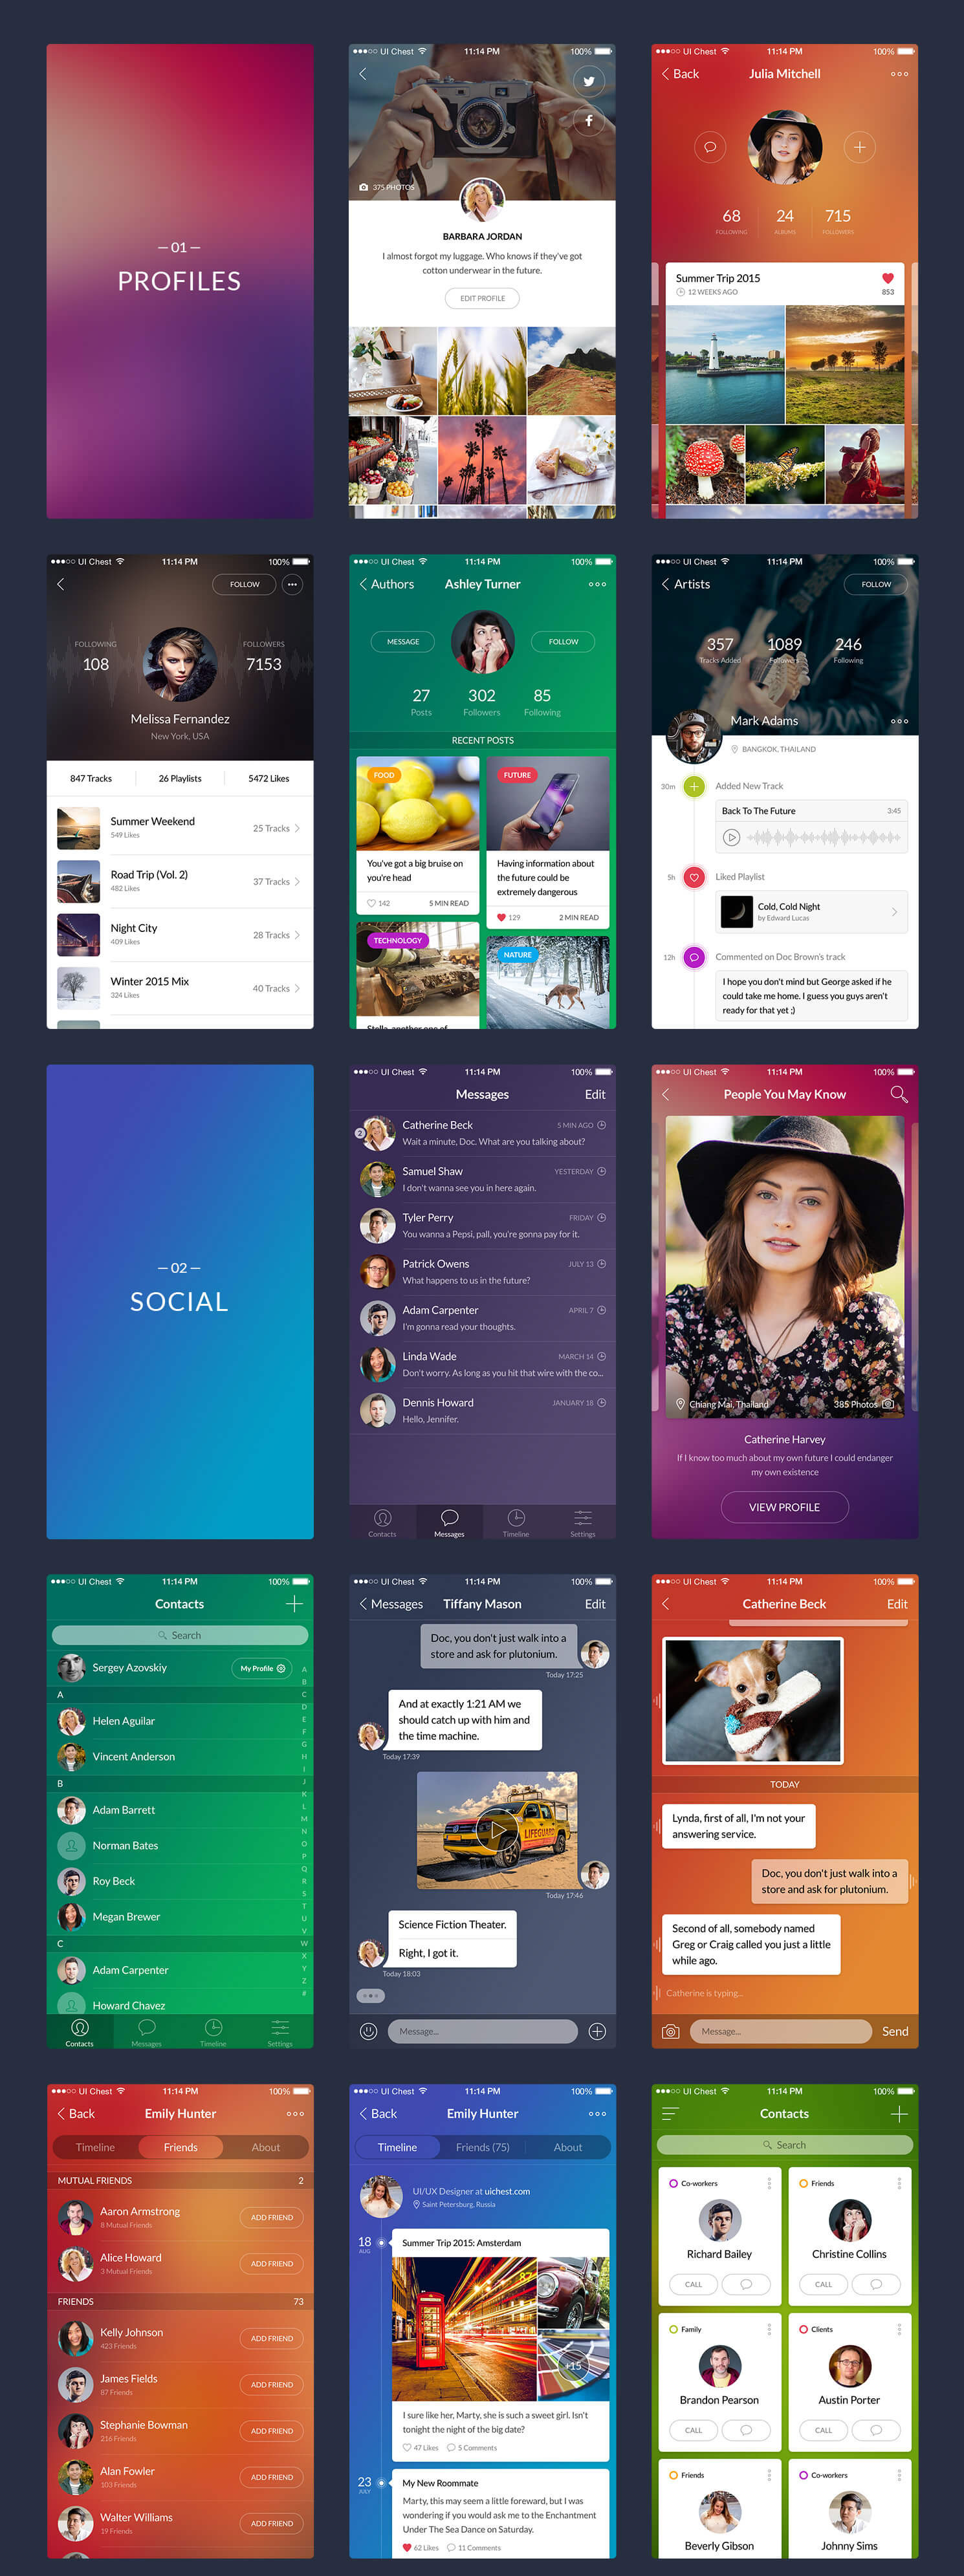 — 01 —
PROFILES
UI Chest 11:14 PM 100%
375 PHOTOS
BARBARA JORDAN
I almost forgot my luggage. Who knows if they've got
cotton underwear in the future.
EDIT PROFILE
UI Chest 11:14 PM 100%
Back Julia Mitchell
68 24 715
FOLLOWING ALBUMS FOLLOWERS
Summer Trip 2015
12 WEEKS AGO 853
UI Chest 11:14 PM 100%
FOLLOW
FOLLOWING FOLLOWERS
108 7153
Melissa Fernandez
New York, USA
847 Tracks 26 Playlists 5472 Likes
Summer Weekend
549 Likes 25 Tracks
Road Trip (Vol. 2)
482 Likes 37 Tracks
Night City
409 Likes 28 Tracks
Winter 2015 Mix
324 Likes 40 Tracks
UI Chest 11:14 PM 100%
Authors Ashley Turner
MESSAGE FOLLOW
27 302 85
Posts Followers Following
RECENT POSTS
FOOD
You've got a big bruise on
you're head
142 5 MIN READ
FUTURE
Having information about
the future could be
extremely dangerous
129 2 MIN READ
TECHNOLOGY
Stella, another one of
NATURE
UI Chest 11:14 PM 100%
Artists FOLLOW
357 1089 246
Tracks Added Followers Following
Mark Adams
BANGKOK, THAILAND
30m Added New Track
Back To The Future 3:45
5h Liked Playlist
Cold, Cold Night
by Edward Lucas
12h Commented on Doc Brown's track
I hope you don't mind but George asked if he
could take me home. I guess you guys aren't
ready for that yet ;)
— 02 —
SOCIAL
UI Chest 11:14 PM 100%
Messages Edit
2
Catherine Beck 5 MIN AGO
Wait a minute, Doc. What are you talking about?
Samuel Shaw YESTERDAY
I don't wanna see you in here again.
Tyler Perry FRIDAY
You wanna a Pepsi, pall, you're gonna pay for it.
Patrick Owens JULY 13
What happens to us in the future?
Adam Carpenter APRIL 7
I'm gonna read your thoughts.
Linda Wade MARCH 14
Don't worry. As long as you hit that wire with the co...
Dennis Howard JANUARY 18
Hello, Jennifer.
Contacts Messages Timeline Settings
UI Chest 11:14 PM 100%
People You May Know
Chiang Mai, Thailand 385 Photos
Catherine Harvey
If I know too much about my own future I could endanger
my own existence
VIEW PROFILE
UI Chest 11:14 PM 100%
Contacts
Search
Sergey Azovskiy My Profile
A
Helen Aguilar
Vincent Anderson
B
Adam Barrett
Norman Bates
Roy Beck
Megan Brewer
C
Adam Carpenter
Howard Chavez
A
B
C
D
E
F
G
H
I
J
K
L
M
N
O
P
Q
R
S
T
U
V
W
X
Y
Z
#
Contacts Messages Timeline Settings
UI Chest 11:14 PM 100%
Messages Tiffany Mason Edit
Doc, you don't just walk into a
store and ask for plutonium.
Today 17:25
And at exactly 1:21 AM we
should catch up with him and
the time machine.
Today 17:39
LIFEGUARD
Today 17:46
Science Fiction Theater.
Right, I got it.
Today 18:03
Message...
UI Chest 11:14 PM 100%
Catherine Beck Edit
TODAY
Lynda, first of all, I'm not your
answering service.
Doc, you don't just walk into a
store and ask for plutonium.
Second of all, somebody named
Greg or Craig called you just a little
while ago.
Catherine is typing...
Message... Send
UI Chest 11:14 PM 100%
Back Emily Hunter
Timeline Friends About
MUTUAL FRIENDS 2
Aaron Armstrong
8 Mutual Friends ADD FRIEND
Alice Howard
3 Mutual Friends ADD FRIEND
FRIENDS 73
Kelly Johnson
423 Friends ADD FRIEND
James Fields
87 Friends ADD FRIEND
Stephanie Bowman
216 Friends ADD FRIEND
Alan Fowler
103 Friends ADD FRIEND
Walter Williams
19 Friends ADD FRIEND
UI Chest 11:14 PM 100%
Back Emily Hunter
Timeline Friends (75) About
UI/UX Designer at uichest.com
Saint Petersburg, Russia
18
AUG
Summer Trip 2015: Amsterdam
87
+15
I sure like her, Marty, she is such a sweet girl. Isn't
tonight the night of the big date?
47 Likes 5 Comments
23
JULY
My New Roommate
Marty, this may seem a little foreward, but I was
wondering if you would ask me to the Enchantment
Under The Sea Dance on Saturday.
62 Likes 11 Comments
UI Chest 11:14 PM 100%
Contacts
Search
Co-workers
Richard Bailey
CALL
Friends
Christine Collins
CALL
Family
Brandon Pearson
CALL
Clients
Austin Porter
CALL
Friends
Beverly Gibson
Co-workers
Johnny Sims